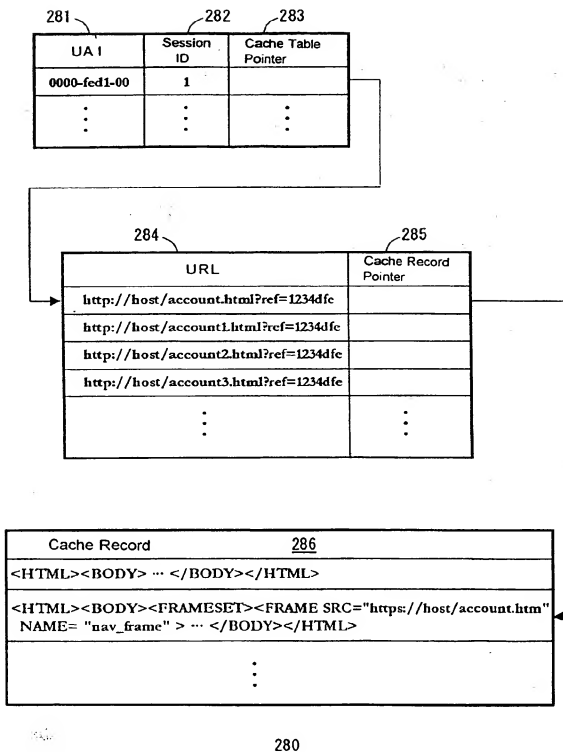 281 282 283
UA I Session ID Cache Table Pointer
0000-fed1-00 1
284 285
URL Cache Record Pointer
http://host/account.html?ref=1234dfe
http://host/account1.html?ref=1234dfe
http://host/account2.html?ref=1234dfe
http://host/account3.html?ref=1234dfe
Cache Record 286
<HTML><BODY> ··· </BODY></HTML>
<HTML><BODY><FRAMESET><FRAME SRC="https://host/account.htm"
NAME= "nav_frame" > ··· </BODY></HTML>
280